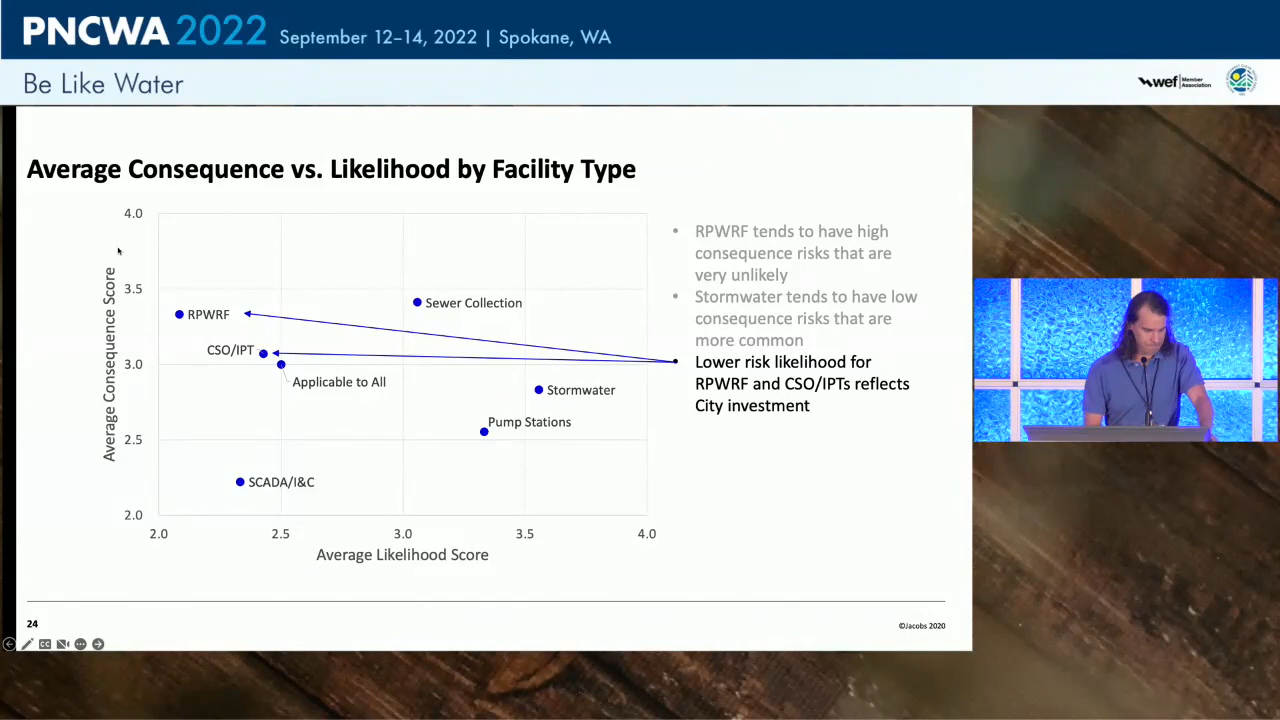 PNCWA 2022 September 12–14, 2022 | Spokane, WA
Be Like Water
wef Member Association
Average Consequence vs. Likelihood by Facility Type
4.0
3.5
3.0
2.5
2.0
Average Consequence Score
2.0 2.5 3.0 3.5 4.0
Average Likelihood Score
Sewer Collection
RPWRF
CSO/IPT
Applicable to All
Stormwater
Pump Stations
SCADA/I&C
• RPWRF tends to have high
consequence risks that are
very unlikely
• Stormwater tends to have low
consequence risks that are
more common
• Lower risk likelihood for
RPWRF and CSO/IPTs reflects
City investment
24
©Jacobs 2020
CC